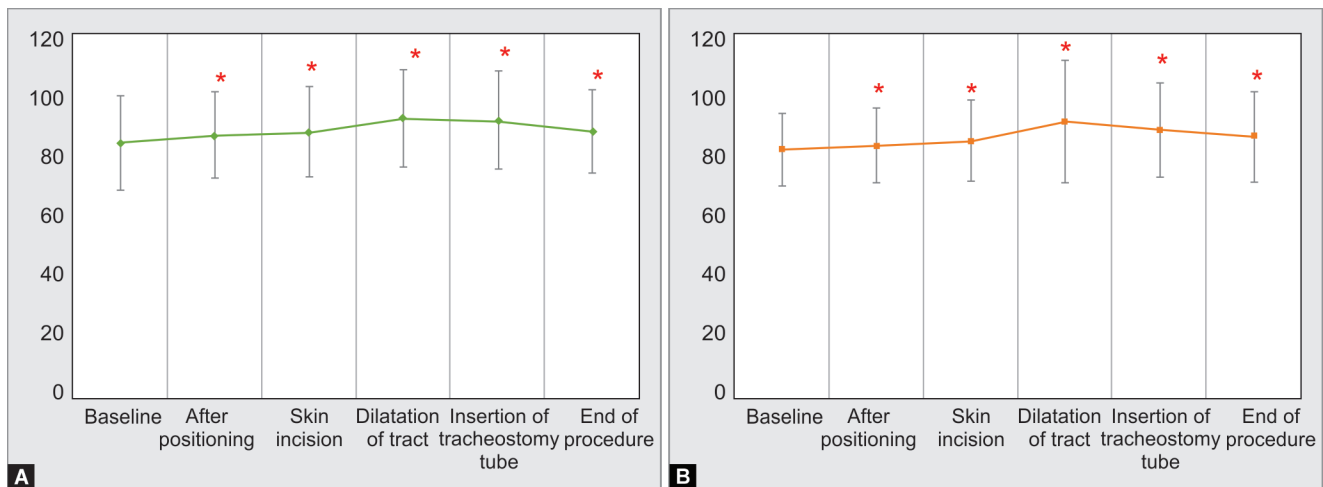 120
100
80
60
40
20
0
*
*
*
*
*
Baseline
After
positioning
Skin
incision
Dilatation
of tract
Insertion of
tracheostomy
tube
End of
procedure
A
120
100
80
60
40
20
0
*
*
*
*
*
Baseline
After
positioning
Skin
incision
Dilatation
of tract
Insertion of
tracheostomy
tube
End of
procedure
B